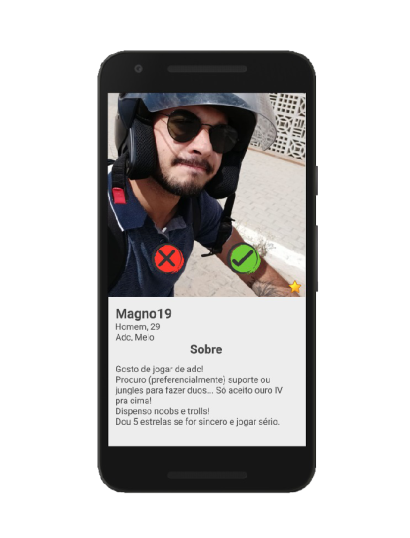 Magno19
Homem, 29
Adc, Meio
Sobre
Gosto de jogar de adc!
Procuro (preferencialmente) suporte ou
jungles para fazer duos... Só aceito ouro IV
pra cima!
Dispenso noobs e trolls!
Dou 5 estrelas se for sincero e jogar sério.